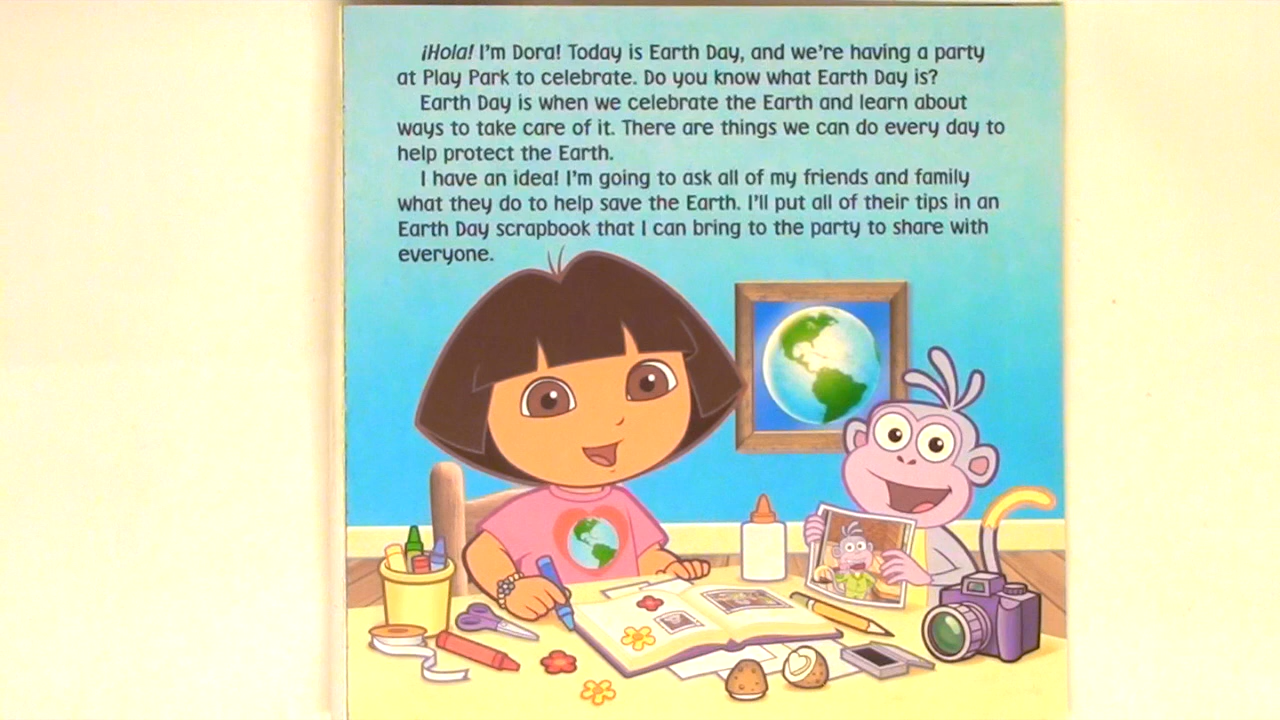 ¡Hola! I'm Dora! Today is Earth Day, and we're having a party
at Play Park to celebrate. Do you know what Earth Day is?
Earth Day is when we celebrate the Earth and learn about
ways to take care of it. There are things we can do every day to
help protect the Earth.
I have an idea! I'm going to ask all of my friends and family
what they do to help save the Earth. I'll put all of their tips in an
Earth Day scrapbook that I can bring to the party to share with
everyone.